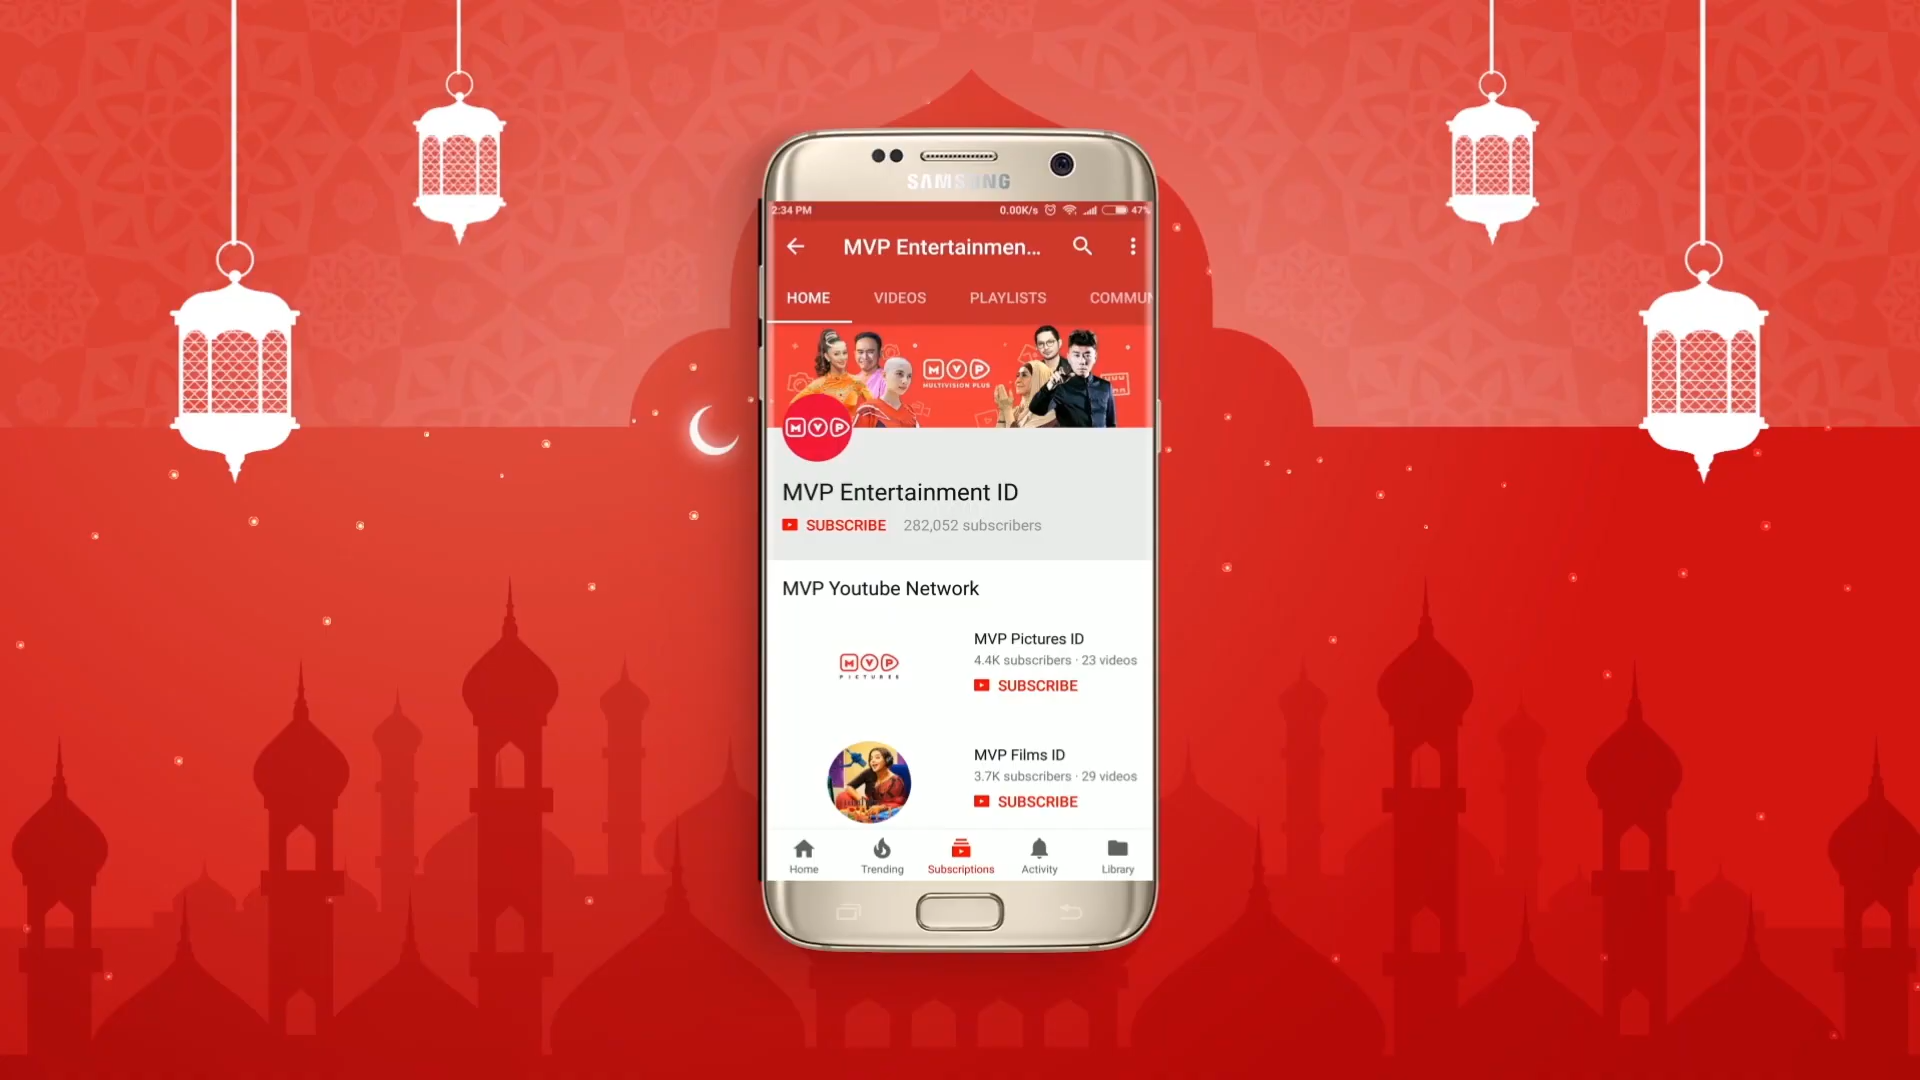 SAMSUNG
2:34 PM 0.00K/s 47%
MVP Entertainmen...
HOME VIDEOS PLAYLISTS COMMUN
MVP
MULTIVISION PLUS
MVP
MVP Entertainment ID
SUBSCRIBE 282,052 subscribers
MVP Youtube Network
MVP
PICTURES
MVP Pictures ID
4.4K subscribers · 23 videos
SUBSCRIBE
MVP Films ID
3.7K subscribers · 29 videos
SUBSCRIBE
Home Trending Subscriptions Activity Library